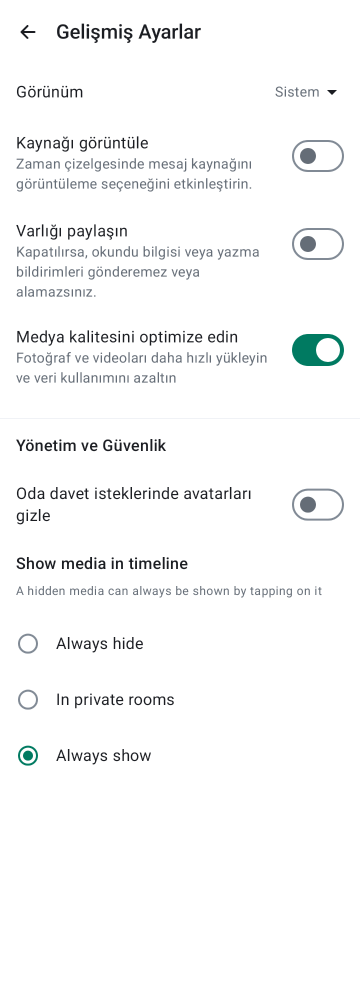 Gelişmiş Ayarlar
Görünüm
Sistem
Kaynağı görüntüle
Zaman çizelgesinde mesaj kaynağını
görüntüleme seçeneğini etkinleştirin.
Varlığı paylaşın
Kapatılırsa, okundu bilgisi veya yazma
bildirimleri gönderemez veya
alamazsınız.
Medya kalitesini optimize edin
Fotoğraf ve videoları daha hızlı yükleyin
ve veri kullanımını azaltın
Yönetim ve Güvenlik
Oda davet isteklerinde avatarları
gizle
Show media in timeline
A hidden media can always be shown by tapping on it
Always hide
In private rooms
Always show